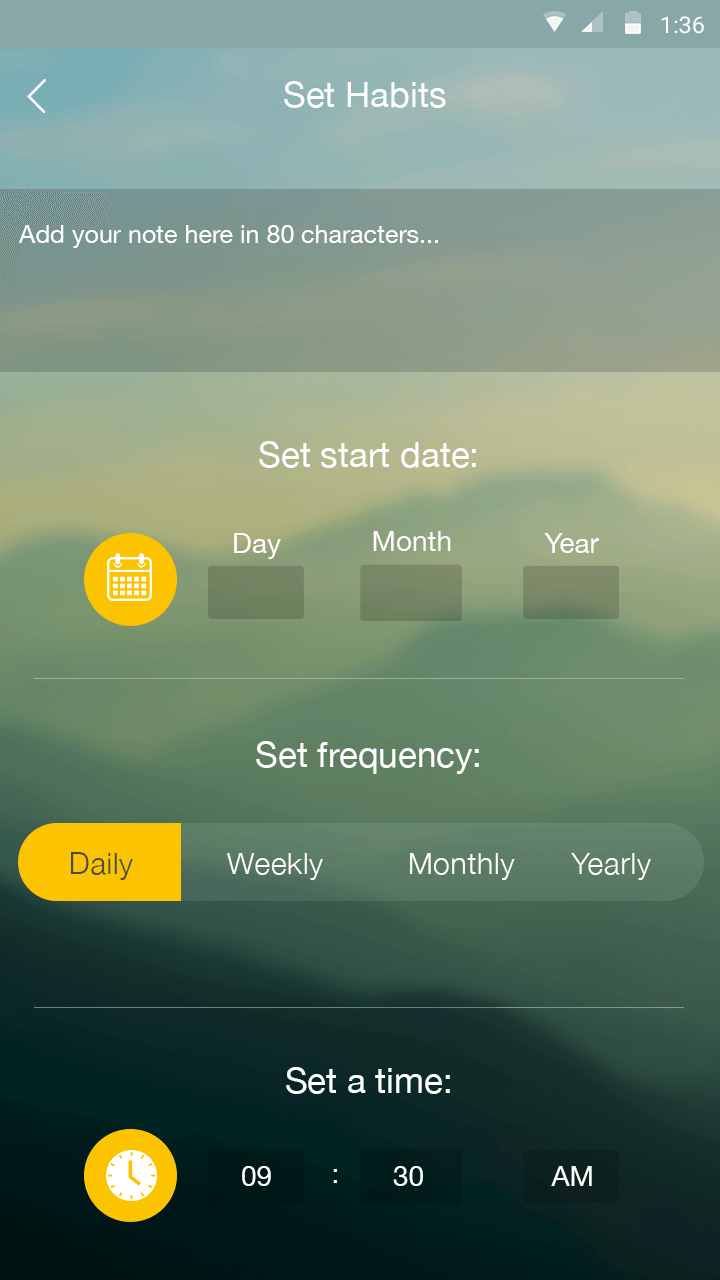 1:36
Set Habits
Add your note here in 80 characters...
Set start date:
Day Month Year
Set frequency:
Daily Weekly Monthly Yearly
Set a time:
09 : 30 AM